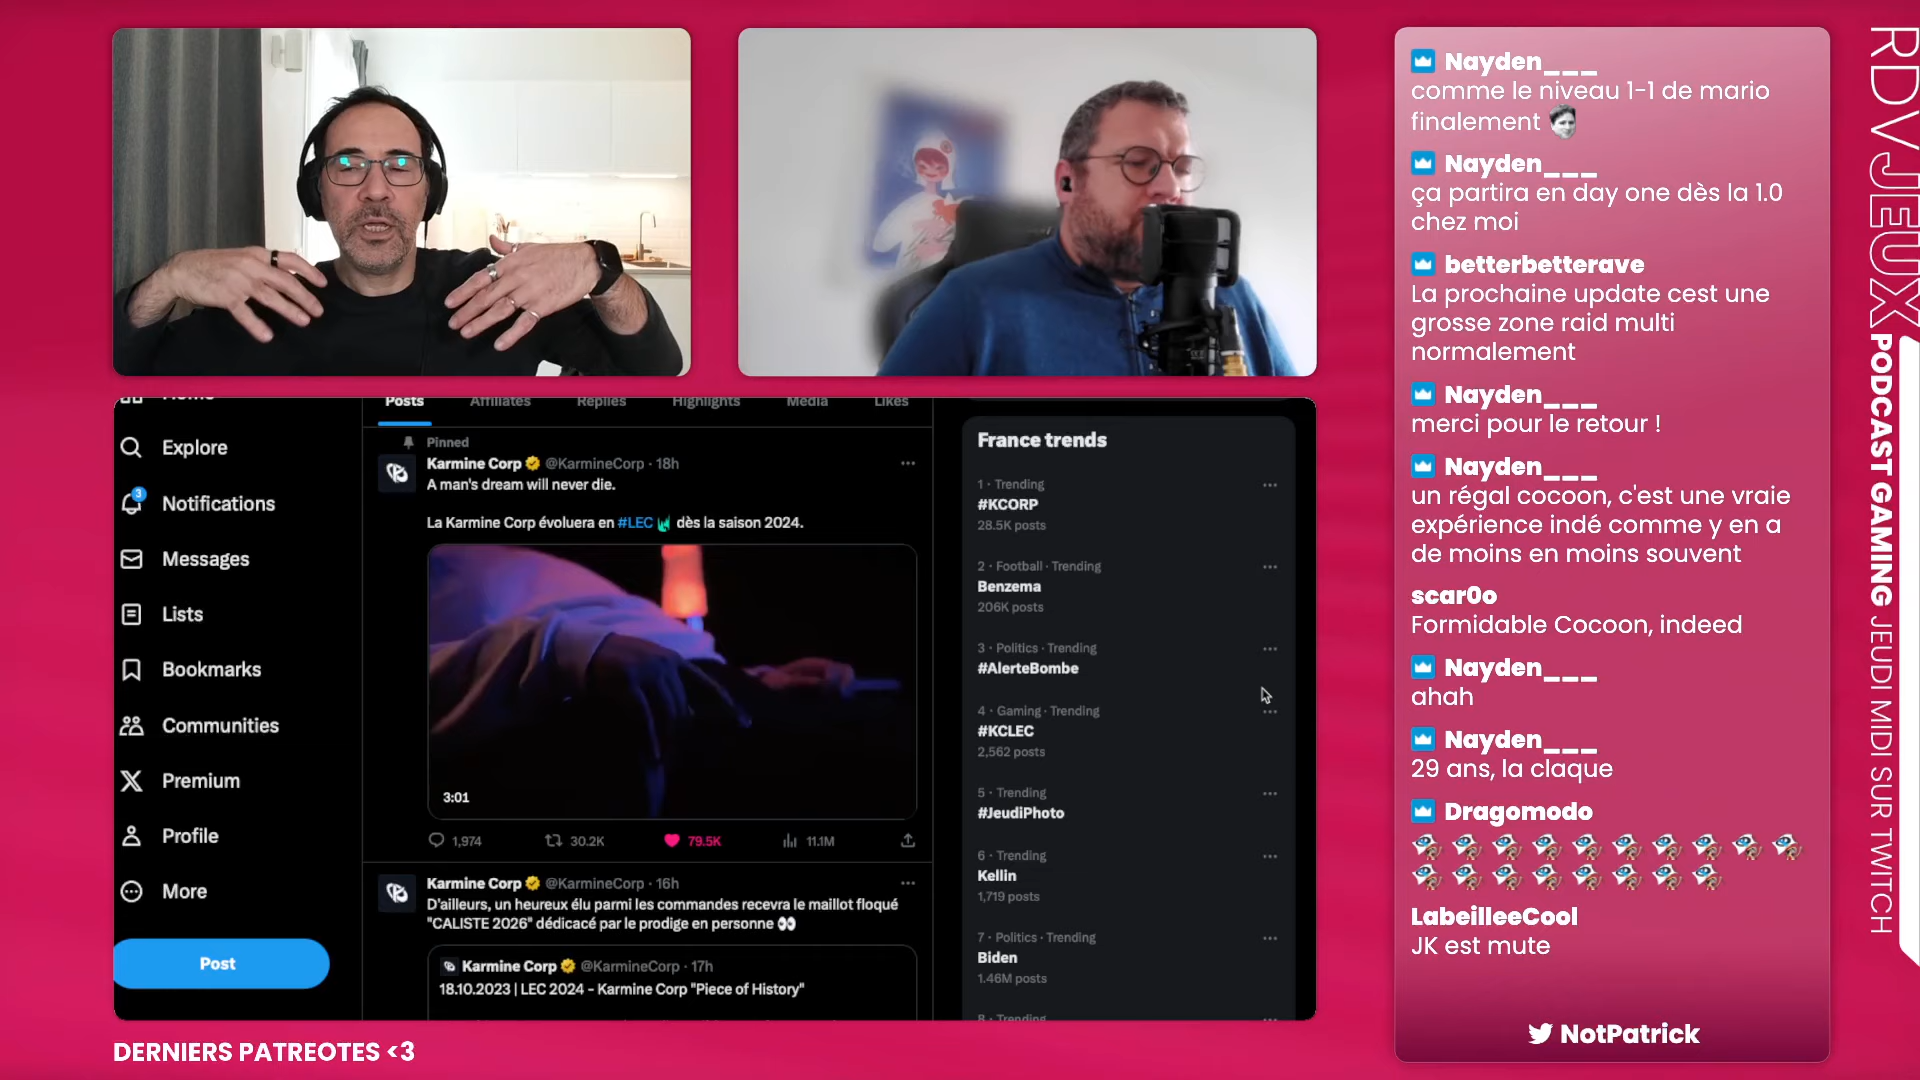 Home
Explore
3
Notifications
Messages
Lists
Bookmarks
Communities
Premium
Profile
More
Post
Posts
Affiliates
Replies
Highlights
Media
Likes
Pinned
Karmine Corp @KarmineCorp · 18h
A man's dream will never die.
La Karmine Corp évoluera en #LEC dès la saison 2024.
3:01
1,974
30.2K
79.5K
11.1M
Karmine Corp @KarmineCorp · 16h
D'ailleurs, un heureux élu parmi les commandes recevra le maillot floqué
"CALISTE 2026" dédicacé par le prodige en personne 👀
Karmine Corp @KarmineCorp · 17h
18.10.2023 | LEC 2024 - Karmine Corp "Piece of History"
France trends
1 · Trending
#KCORP
28.5K posts
2 · Football · Trending
Benzema
206K posts
3 · Politics · Trending
#AlerteBombe
4 · Gaming · Trending
#KCLEC
2,562 posts
5 · Trending
#JeudiPhoto
6 · Trending
Kellin
1,719 posts
7 · Politics · Trending
Biden
1.46M posts
8 · Trending
DERNIERS PATREOTES <3
Nayden___
comme le niveau 1-1 de mario
finalement
Nayden___
ça partira en day one dès la 1.0
chez moi
betterbetterave
La prochaine update cest une
grosse zone raid multi
normalement
Nayden___
merci pour le retour !
Nayden___
un régal cocoon, c'est une vraie
expérience indé comme y en a
de moins en moins souvent
scar0o
Formidable Cocoon, indeed
Nayden___
ahah
Nayden___
29 ans, la claque
Dragomodo
LabeilleeCool
JK est mute
NotPatrick
RDV JEUX
PODCAST GAMING JEUDI MIDI SUR TWITCH